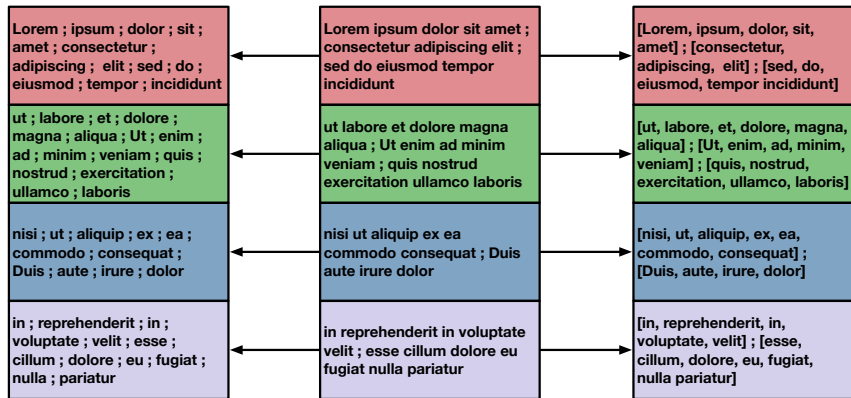 Lorem ; ipsum ; dolor ; sit ;
amet ; consectetur ;
adipiscing ; elit ; sed ; do ;
eiusmod ; tempor ; incididunt
ut ; labore ; et ; dolore ;
magna ; aliqua ; Ut ; enim ;
ad ; minim ; veniam ; quis ;
nostrud ; exercitation ;
ullamco ; laboris
nisi ; ut ; aliquip ; ex ; ea ;
commodo ; consequat ;
Duis ; aute ; irure ; dolor
in ; reprehenderit ; in ;
voluptate ; velit ; esse ;
cillum ; dolore ; eu ; fugiat ;
nulla ; pariatur
Lorem ipsum dolor sit amet ;
consectetur adipiscing elit ;
sed do eiusmod tempor
incididunt
ut labore et dolore magna
aliqua ; Ut enim ad minim
veniam ; quis nostrud
exercitation ullamco laboris
nisi ut aliquip ex ea
commodo consequat ; Duis
aute irure dolor
in reprehenderit in voluptate
velit ; esse cillum dolore eu
fugiat nulla pariatur
[Lorem, ipsum, dolor, sit,
amet] ; [consectetur,
adipiscing, elit] ; [sed, do,
eiusmod, tempor incididunt]
[ut, labore, et, dolore, magna,
aliqua] ; [Ut, enim, ad, minim,
veniam] ; [quis, nostrud,
exercitation, ullamco, laboris]
[nisi, ut, aliquip, ex, ea,
commodo, consequat] ;
[Duis, aute, irure, dolor]
[in, reprehenderit, in,
voluptate, velit] ; [esse,
cillum, dolore, eu, fugiat,
nulla pariatur]